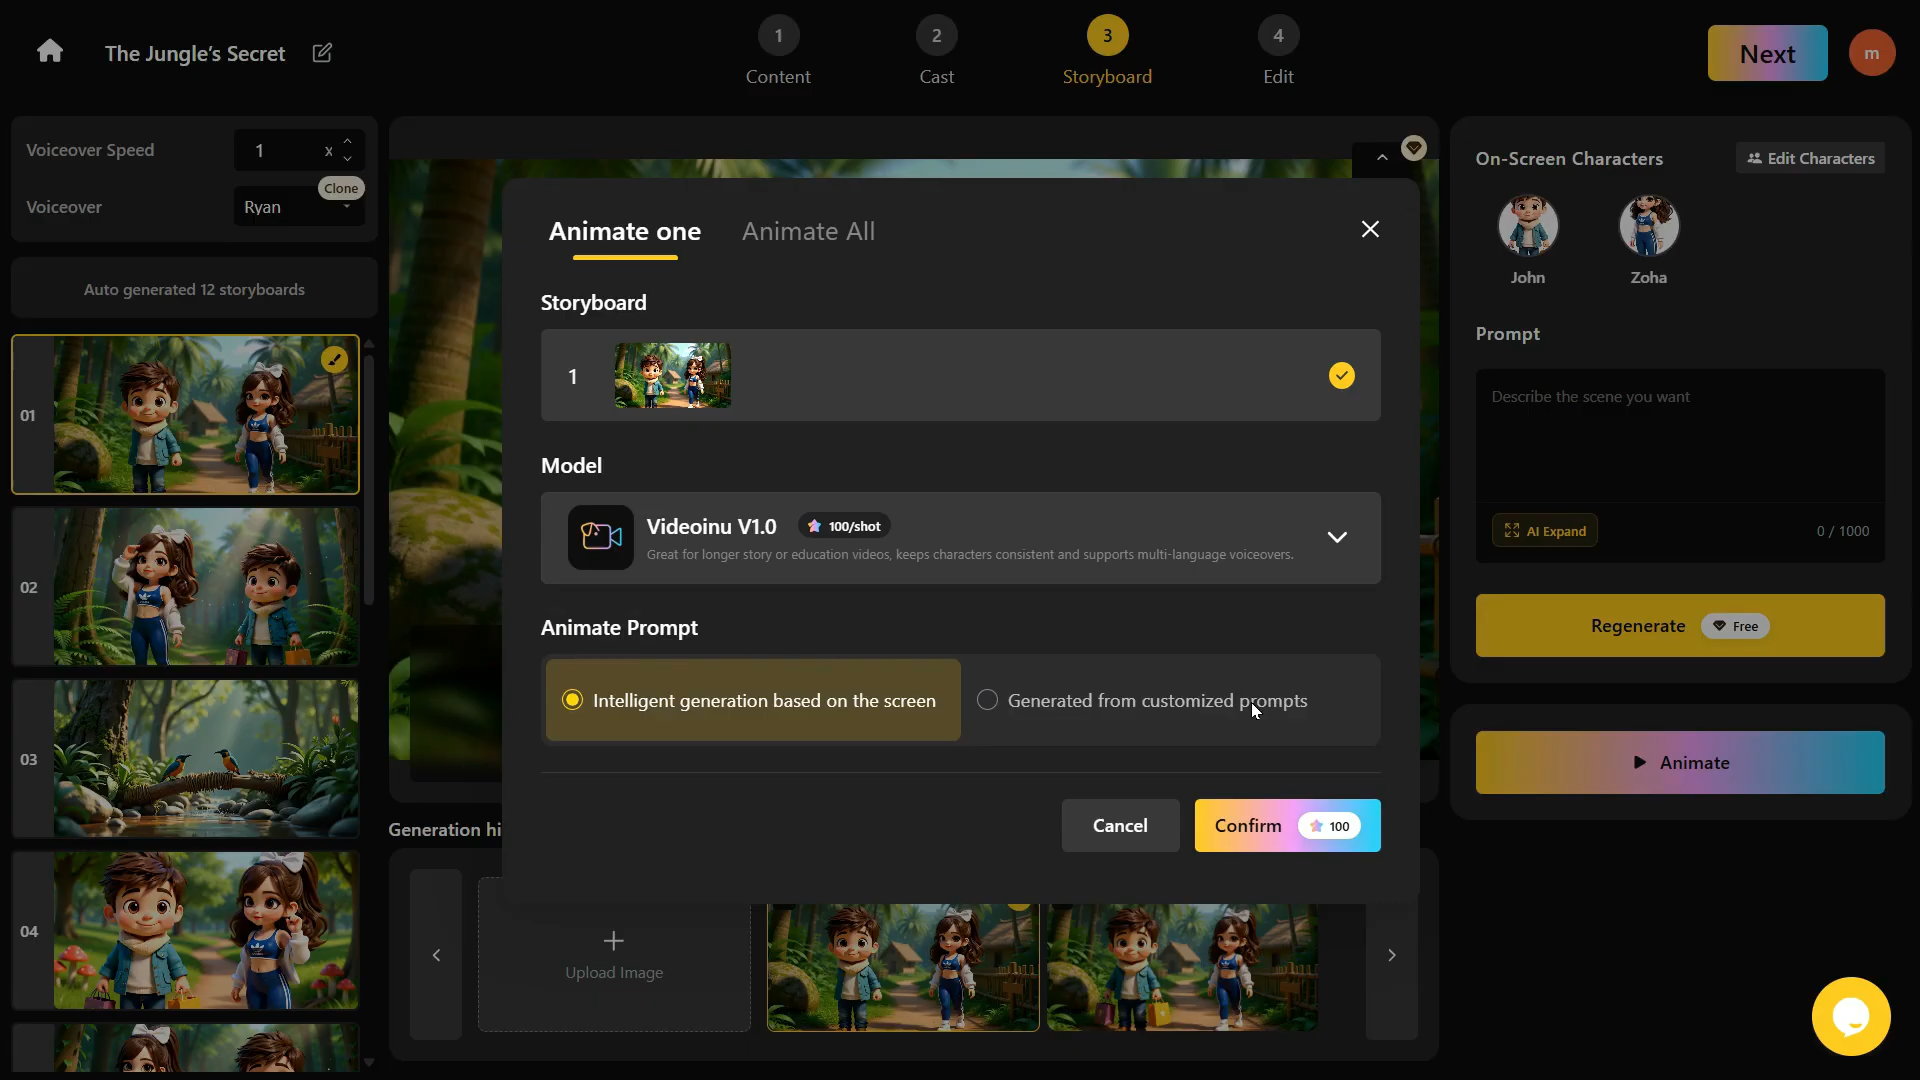 The Jungle's Secret
1
Content
2
Cast
3
Storyboard
4
Edit
Next
m
Voiceover Speed
1
x
Clone
Voiceover
Ryan
Auto generated 12 storyboards
01
02
03
04
Animate one
Animate All
Storyboard
1
Model
Videoinu V1.0
100/shot
Great for longer story or education videos, keeps characters consistent and supports multi-language voiceovers.
Animate Prompt
Intelligent generation based on the screen
Generated from customized prompts
Cancel
Confirm
100
Generation hi
Upload Image
On-Screen Characters
Edit Characters
John
Zoha
Prompt
Describe the scene you want
AI Expand
0 / 1000
Regenerate
Free
Animate